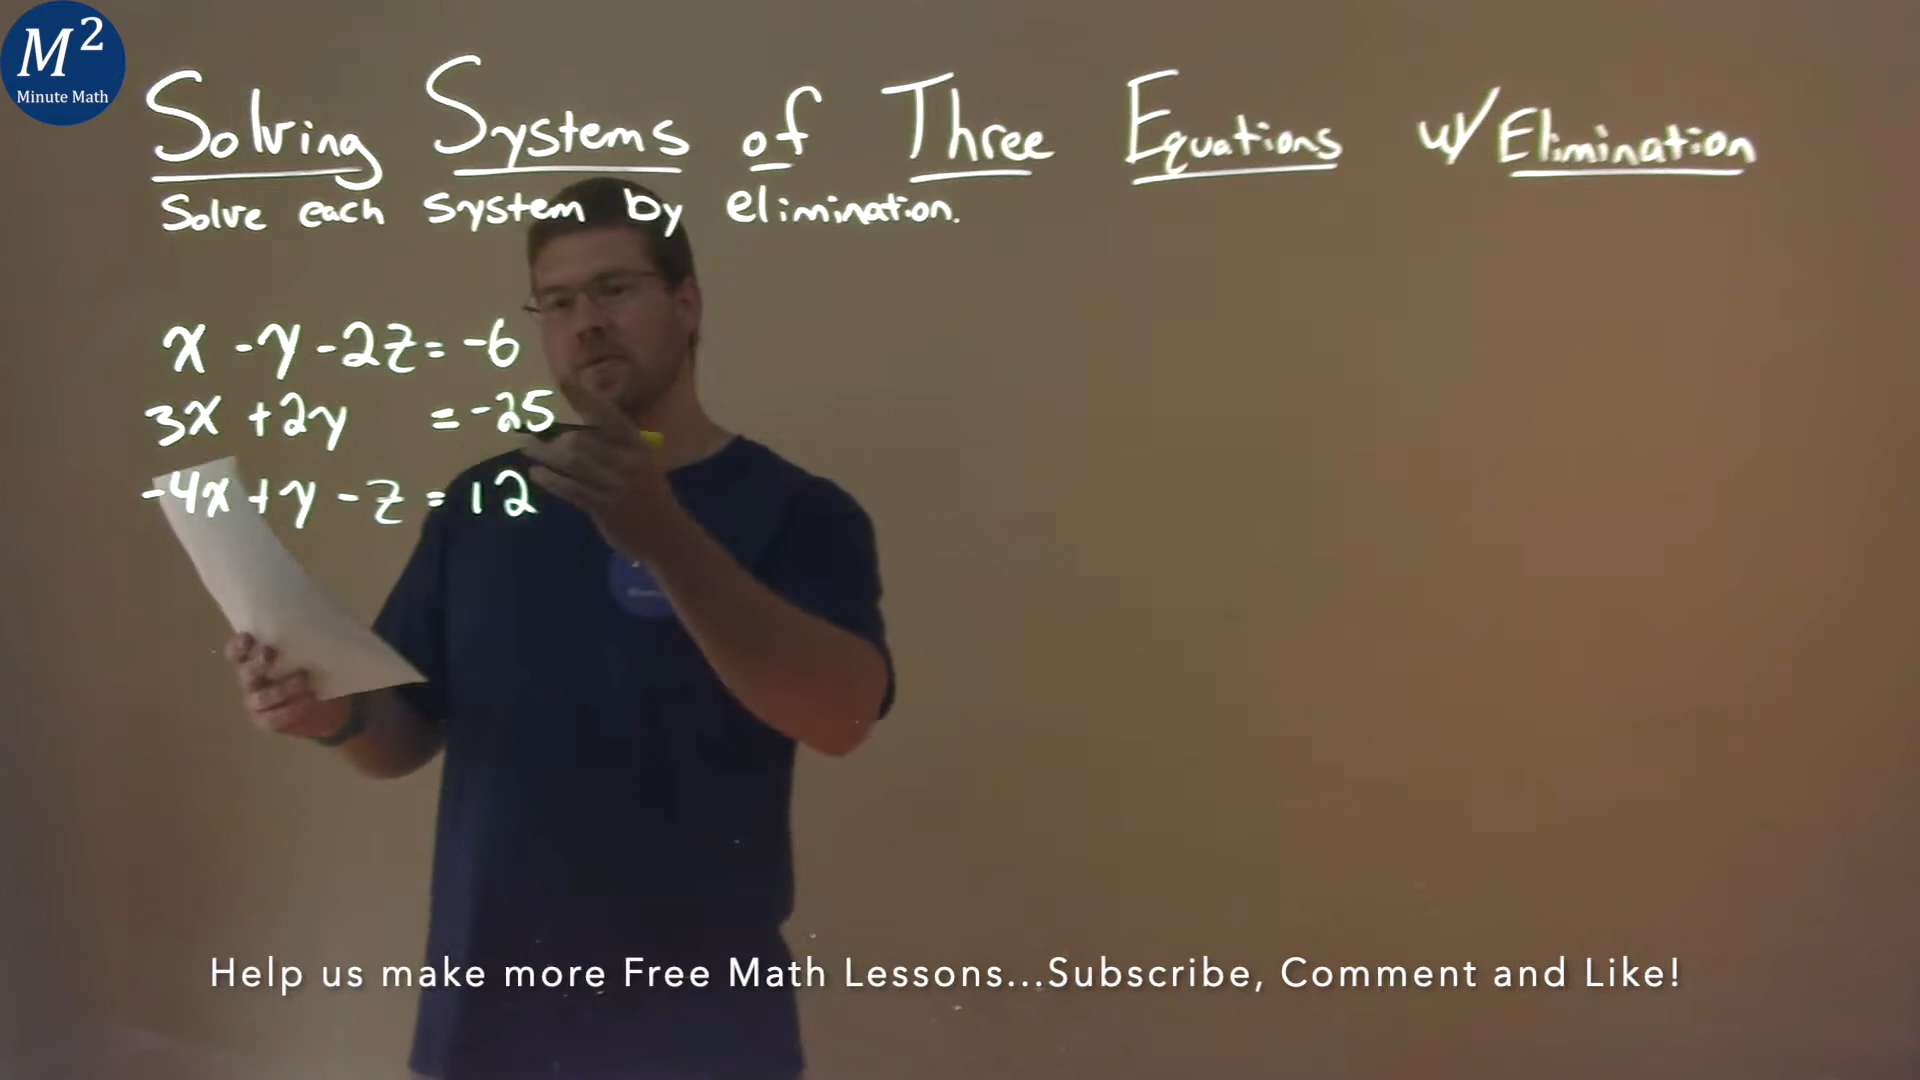 M²
Minute Math
Solving Systems of Three Equations w/ Elimination
Solve each system by elimination.
x - y - 2z = -6
3x + 2y = -25
-4x + y - z = 12
Help us make more Free Math Lessons...Subscribe, Comment and Like!